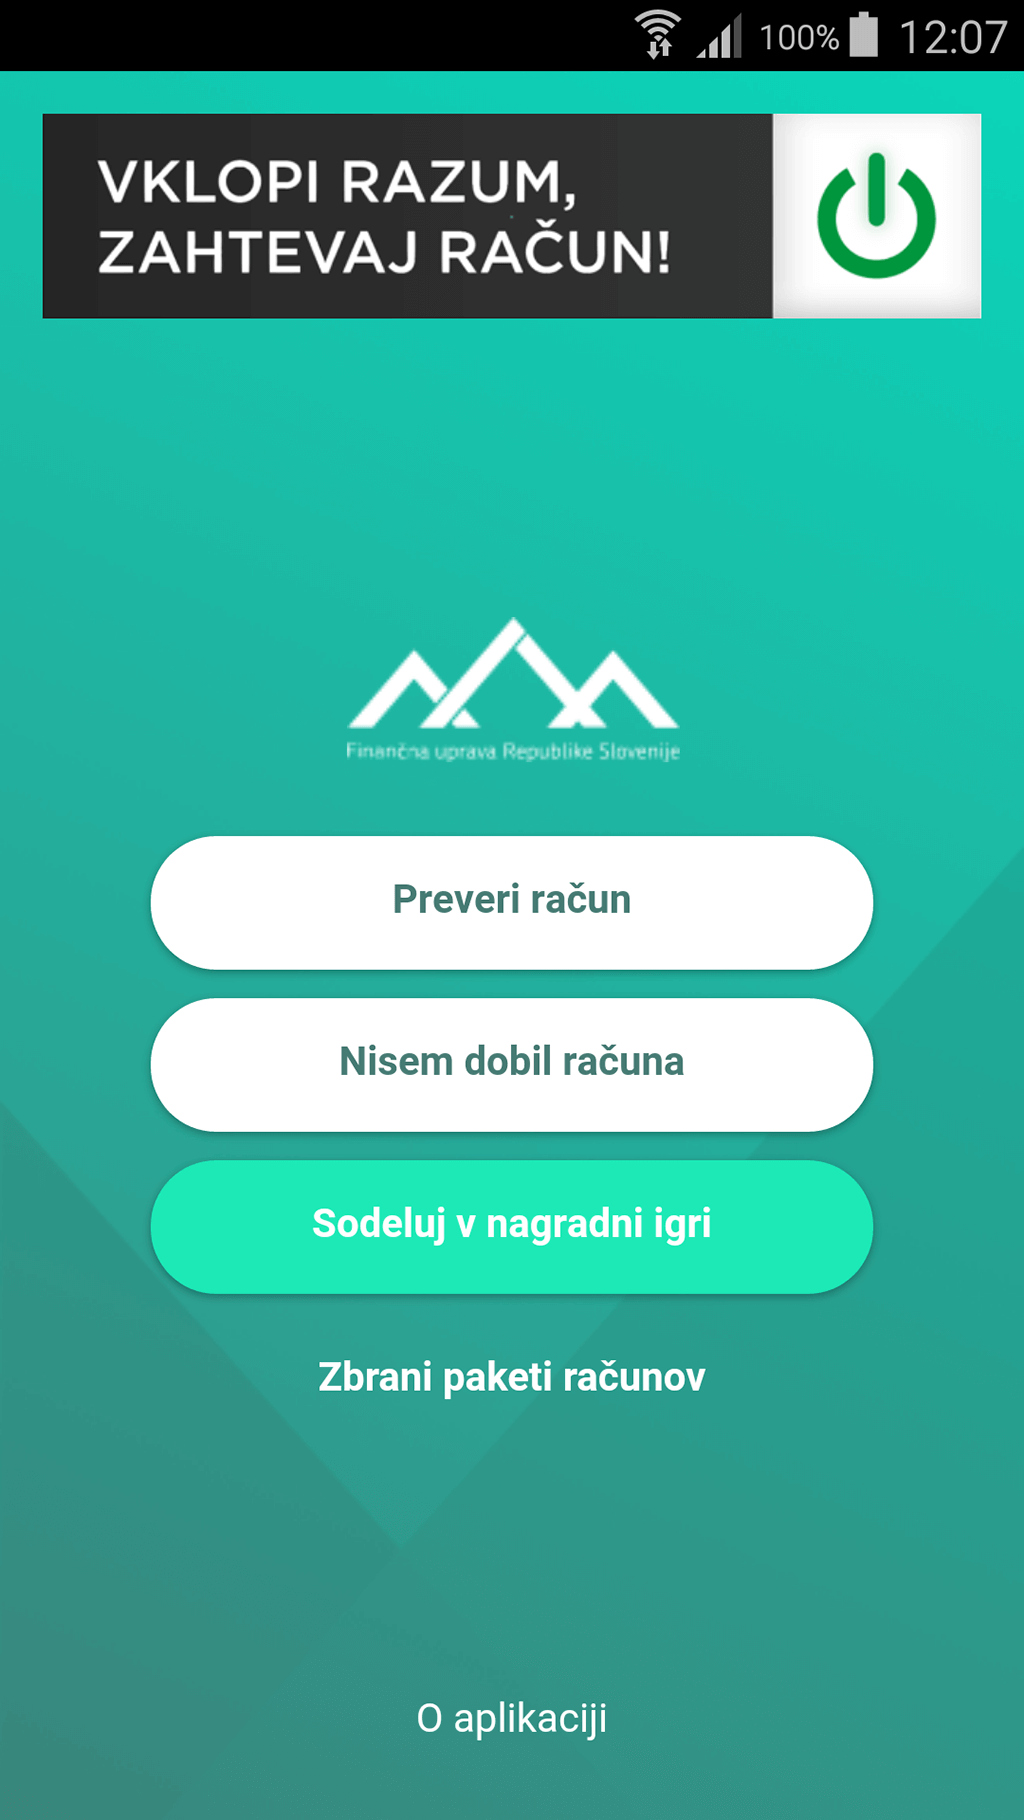 100% 12:07
VKLOPI RAZUM,
ZAHTEVAJ RAČUN!
Finančna uprava Republike Slovenije
Preveri račun
Nisem dobil računa
Sodeluj v nagradni igri
Zbrani paketi računov
O aplikaciji